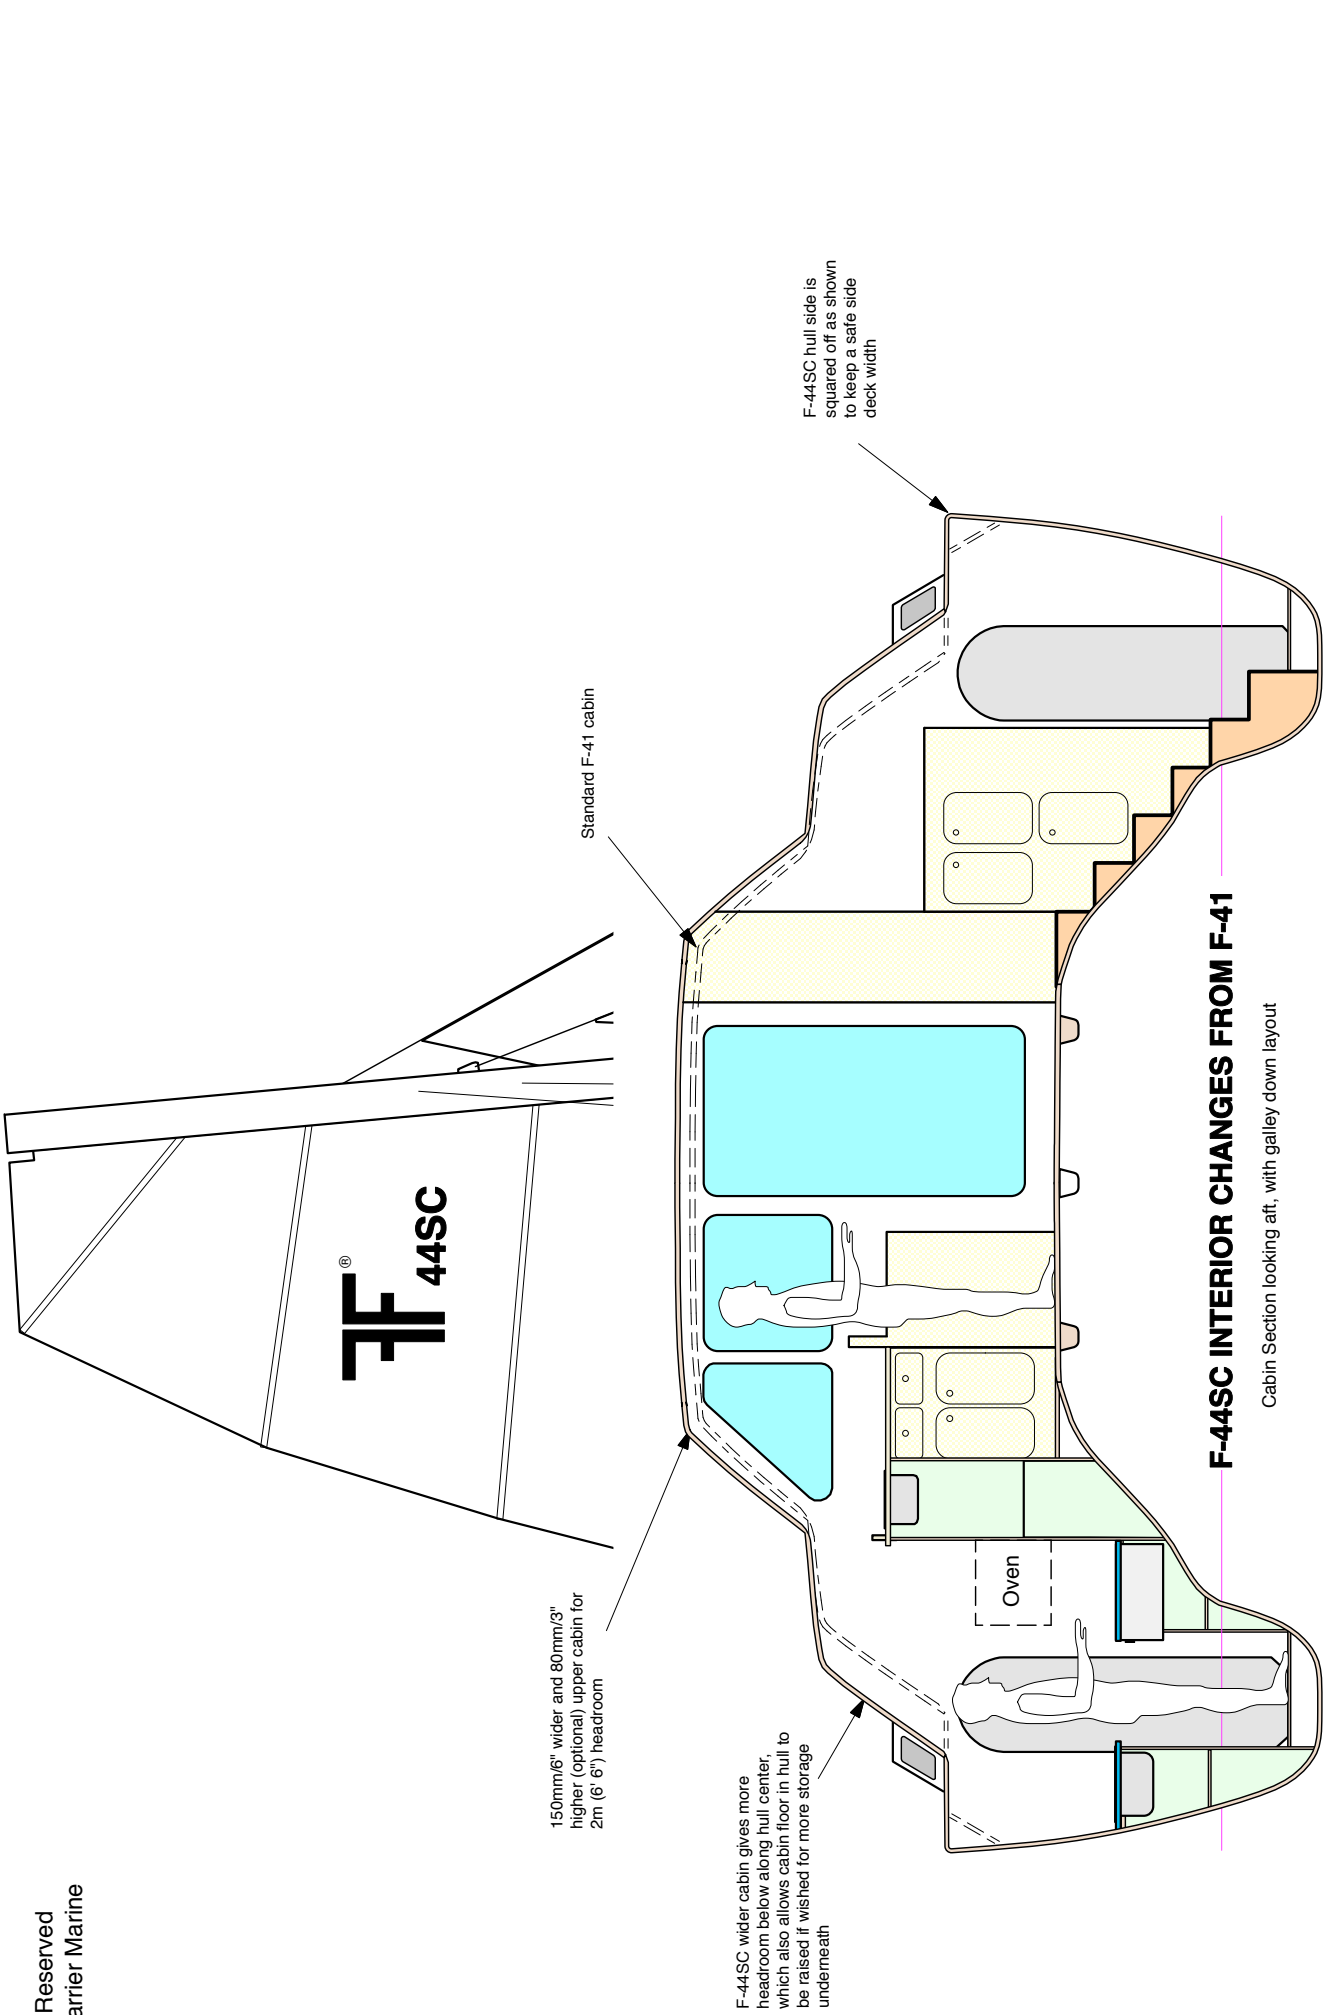 Reserved
arrier Marine
®
44SC
150mm/6" wider and 80mm/3"
higher (optional) upper cabin for
2m (6' 6") headroom
Standard F-41 cabin
F-44SC wider cabin gives more
headroom below along hull center,
which also allows cabin floor in hull to
be raised if wished for more storage
underneath
F-44SC hull side is
squared off as shown
to keep a safe side
deck width
Oven
F-44SC INTERIOR CHANGES FROM F-41
Cabin Section looking aft, with galley down layout